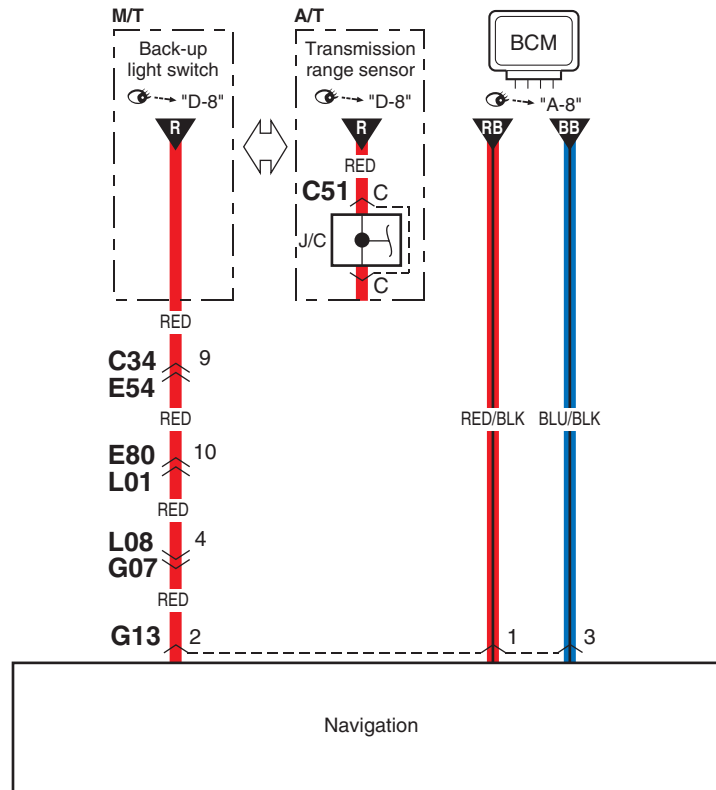 M/T
Back-up
light switch
"D-8"
R
RED
C34
9
E54
RED
E80
10
L01
RED
L08
4
G07
RED
G13
2
A/T
Transmission
range sensor
"D-8"
R
RED
C51
C
J/C
C
BCM
"A-8"
RB
BB
RED/BLK
BLU/BLK
1
3
Navigation